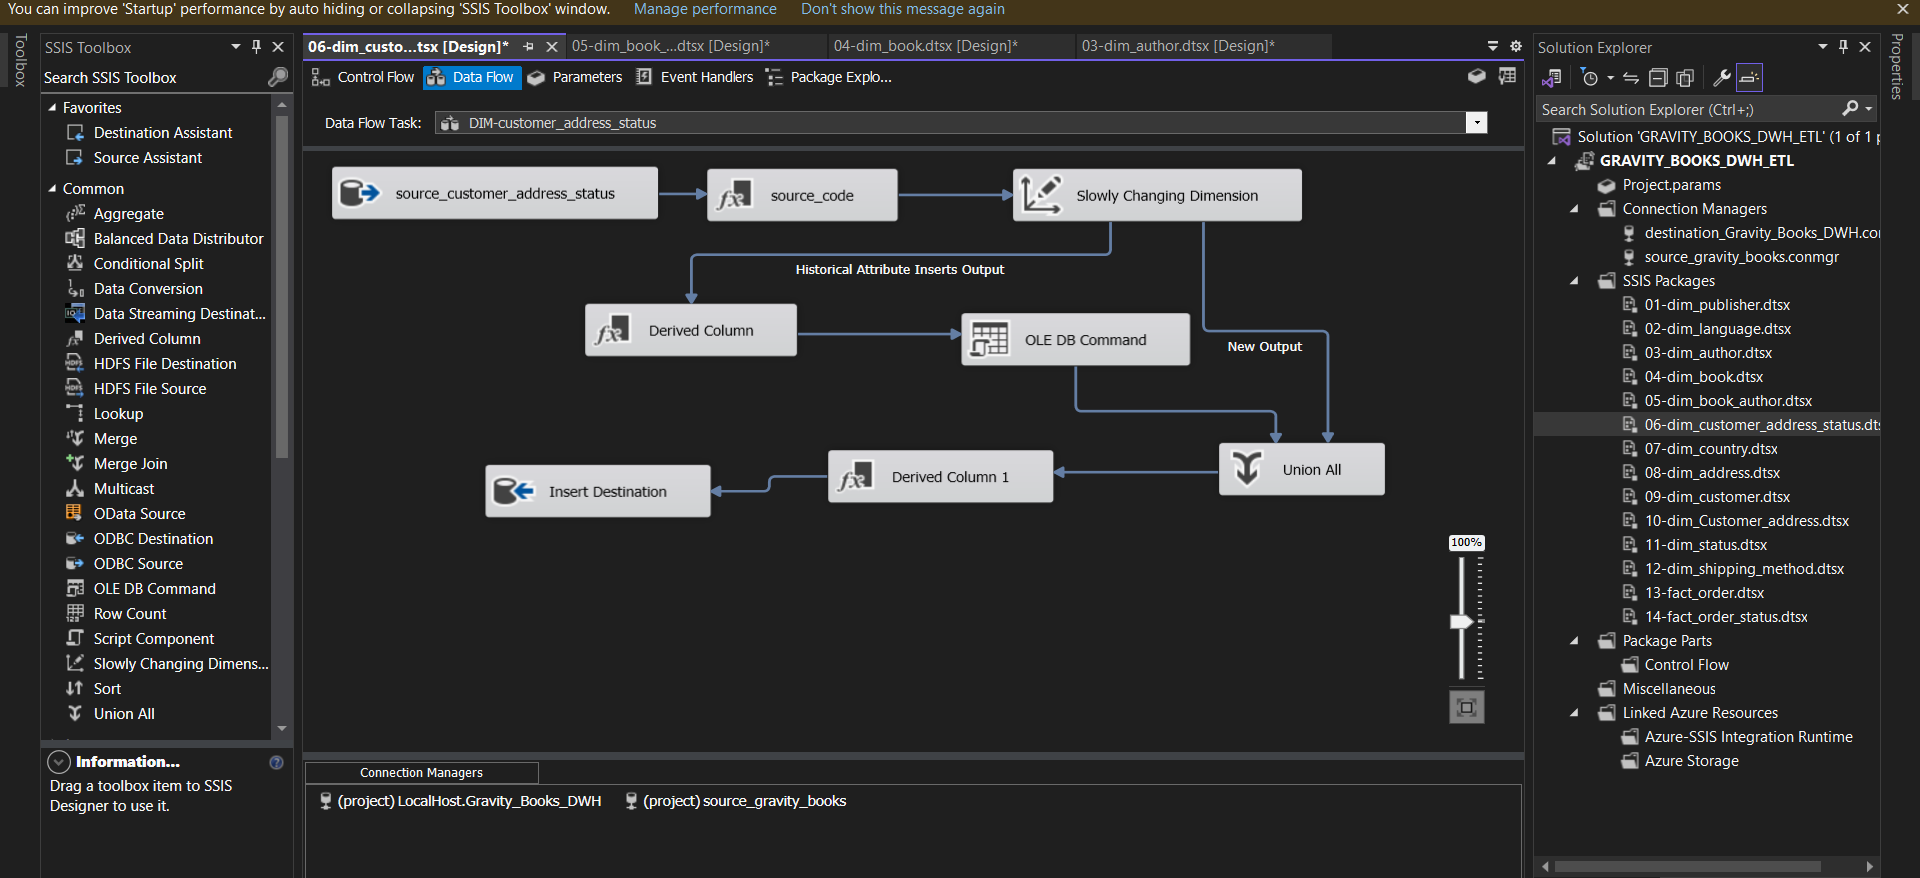 You can improve 'Startup' performance by auto hiding or collapsing 'SSIS Toolbox' window. Manage performance Don't show this message again
Toolbox
SSIS Toolbox
Search SSIS Toolbox
Favorites
Destination Assistant
Source Assistant
Common
Aggregate
Balanced Data Distributor
Conditional Split
Data Conversion
Data Streaming Destinat...
Derived Column
HDFS File Destination
HDFS File Source
Lookup
Merge
Merge Join
Multicast
OData Source
ODBC Destination
ODBC Source
OLE DB Command
Row Count
Script Component
Slowly Changing Dimens...
Sort
Union All
Information...
Drag a toolbox item to SSIS
Designer to use it.
06-dim_custo...tsx [Design]*
05-dim_book_...dtsx [Design]*
04-dim_book.dtsx [Design]*
03-dim_author.dtsx [Design]*
Control Flow
Data Flow
Parameters
Event Handlers
Package Explo...
Data Flow Task:
DIM-customer_address_status
source_customer_address_status
source_code
Slowly Changing Dimension
Historical Attribute Inserts Output
Derived Column
OLE DB Command
New Output
Union All
Derived Column 1
Insert Destination
100%
Connection Managers
(project) LocalHost.Gravity_Books_DWH
(project) source_gravity_books
Solution Explorer
Search Solution Explorer (Ctrl+;)
Solution 'GRAVITY_BOOKS_DWH_ETL' (1 of 1 p
GRAVITY_BOOKS_DWH_ETL
Project.params
Connection Managers
destination_Gravity_Books_DWH.co
source_gravity_books.conmgr
SSIS Packages
01-dim_publisher.dtsx
02-dim_language.dtsx
03-dim_author.dtsx
04-dim_book.dtsx
05-dim_book_author.dtsx
06-dim_customer_address_status.dts
07-dim_country.dtsx
08-dim_address.dtsx
09-dim_customer.dtsx
10-dim_Customer_address.dtsx
11-dim_status.dtsx
12-dim_shipping_method.dtsx
13-fact_order.dtsx
14-fact_order_status.dtsx
Package Parts
Control Flow
Miscellaneous
Linked Azure Resources
Azure-SSIS Integration Runtime
Azure Storage
Properties